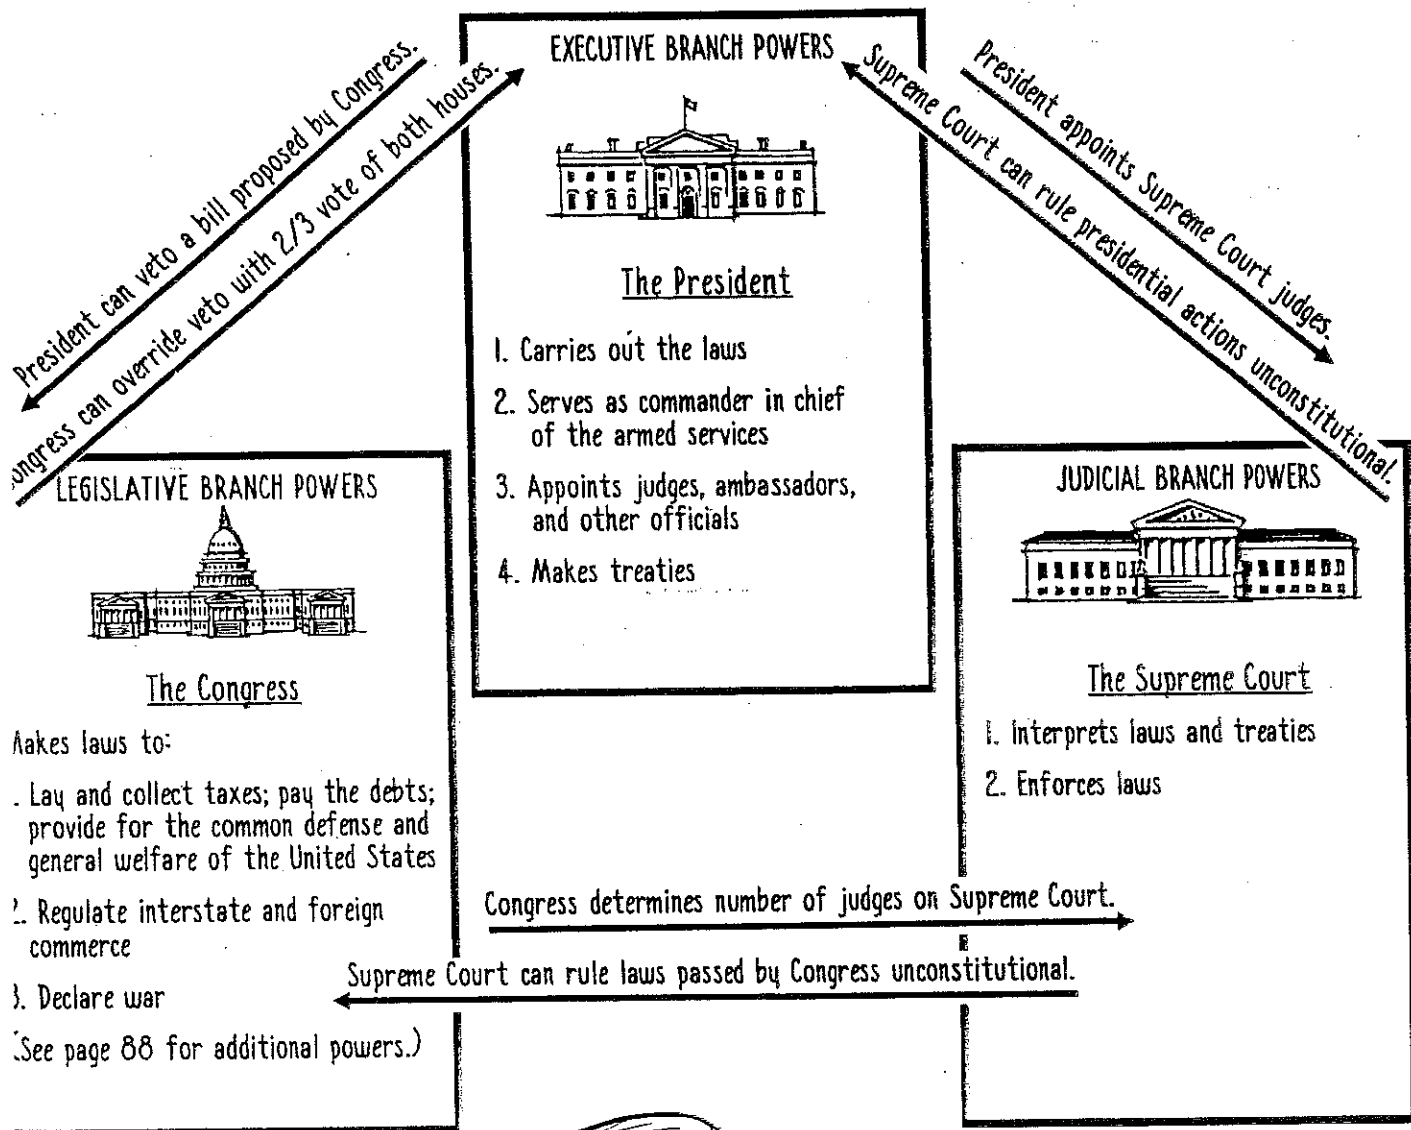 EXECUTIVE BRANCH POWERS
President can veto a bill proposed by Congress.
ongress can override veto with 2/3 vote of both houses.
President appoints Supreme Court judges.
Supreme Court can rule presidential actions unconstitutional.
The President
1. Carries out the laws
2. Serves as commander in chief
of the armed services
3. Appoints judges, ambassadors,
and other officials
4. Makes treaties
LEGISLATIVE BRANCH POWERS
The Congress
Makes laws to:
. Lay and collect taxes; pay the debts;
provide for the common defense and
general welfare of the United States
2. Regulate interstate and foreign
commerce
3. Declare war
(See page 88 for additional powers.)
JUDICIAL BRANCH POWERS
The Supreme Court
1. Interprets laws and treaties
2. Enforces laws
Congress determines number of judges on Supreme Court.
Supreme Court can rule laws passed by Congress unconstitutional.